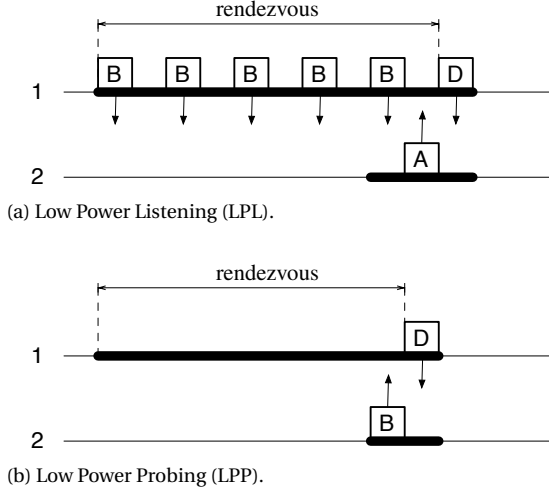 rendezvous
B B B B B D
1
A
2
(a) Low Power Listening (LPL).
rendezvous
D
1
B
2
(b) Low Power Probing (LPP).